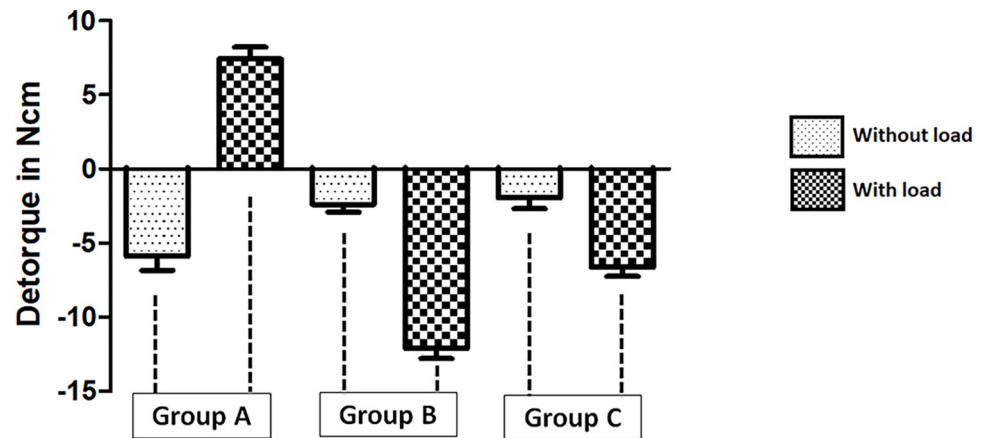 Detorque in Ncm
10
5
0
-5
-10
-15
Group A
Group B
Group C
Without load
With load